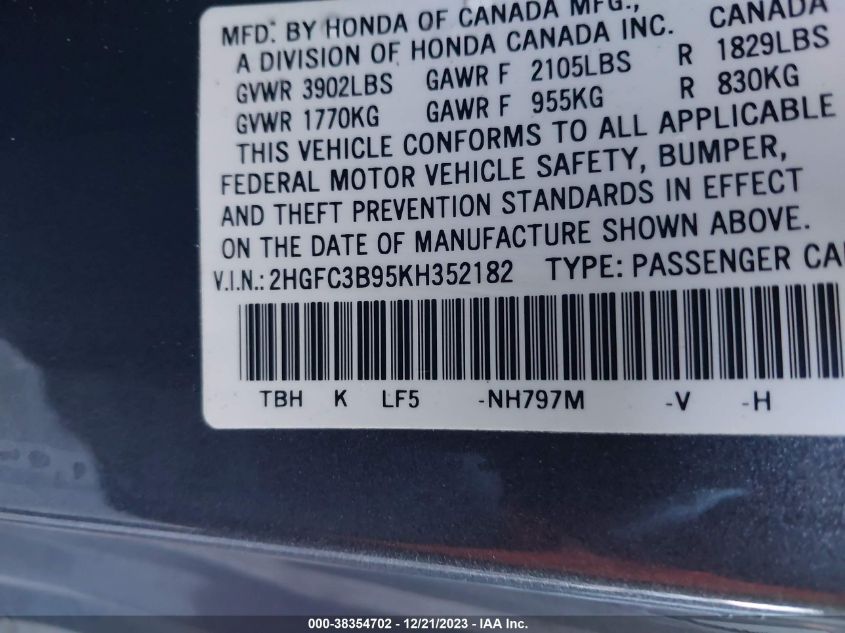 MFD. BY HONDA OF CANADA MFG.,
A DIVISION OF HONDA CANADA INC. CANADA
GVWR 3902LBS GAWR F 2105LBS R 1829LBS
GVWR 1770KG GAWR F 955KG R 830KG
THIS VEHICLE CONFORMS TO ALL APPLICABLE
FEDERAL MOTOR VEHICLE SAFETY, BUMPER,
AND THEFT PREVENTION STANDARDS IN EFFECT
ON THE DATE OF MANUFACTURE SHOWN ABOVE.
V.I.N.: 2HGFC3B95KH352182 TYPE: PASSENGER CA
TBH K LF5 -NH797M -V -H
000-38354702 - 12/21/2023 - IAA Inc.